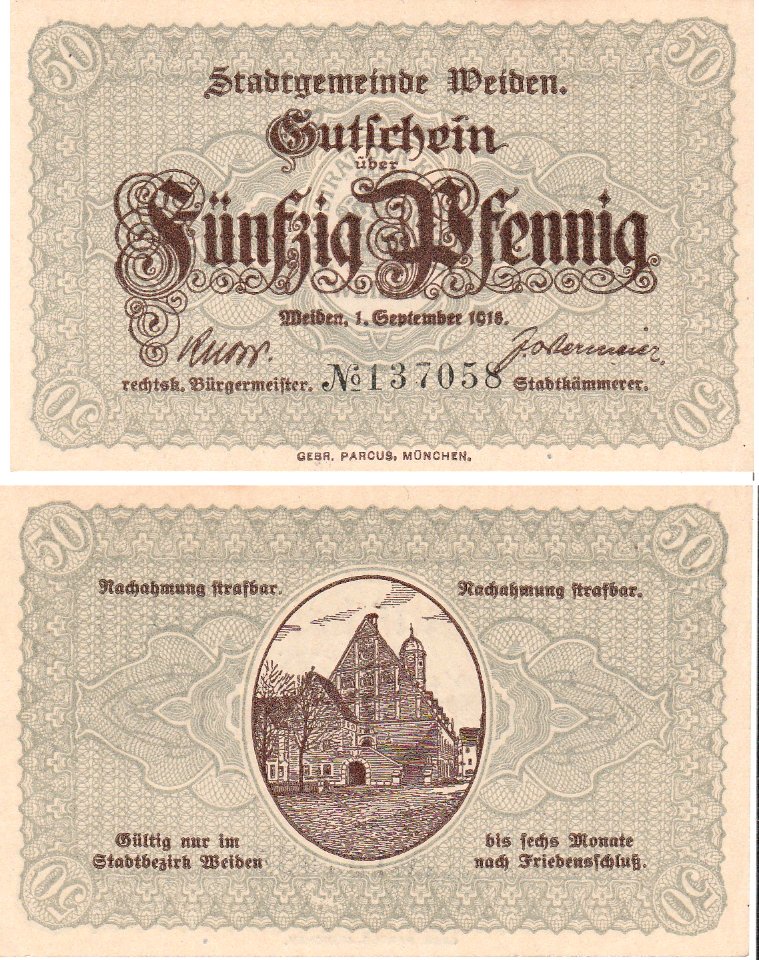 50 50
Stadtgemeinde Weiden.
Gutschein
über
Fünfzig Pfennig
Weiden, 1. September 1918.
rechtsk. Bürgermeister. № 137058 Stadtkämmerer.
50 50
GEBR. PARCUS, MÜNCHEN.
50 50
Nachahmung strafbar. Nachahmung strafbar.
Gültig nur im bis sechs Monate
Stadtbezirk Weiden nach Friedensschluß.
50 50